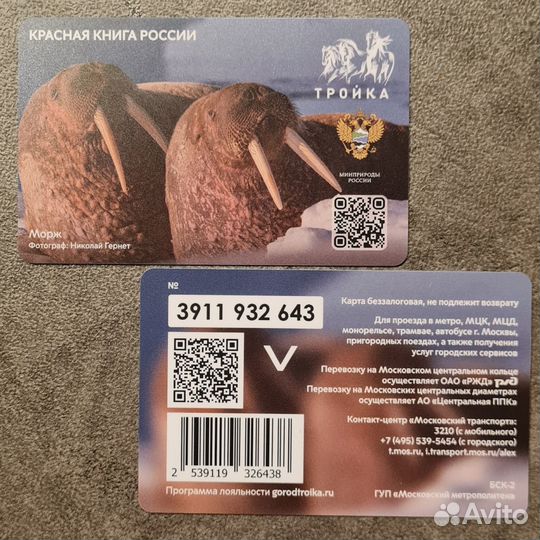 КРАСНАЯ КНИГА РОССИИ
ТРОЙКА
МИНПРИРОДЫ
РОССИИ
Морж
Фотограф: Николай Гернет
№
3911 932 643
Карта беззалоговая, не подлежит возврату
Для проезда в метро, МЦК, МЦД,
монорельсе, трамвае, автобусе г. Москвы,
пригородных поездах, а также получения
услуг городских сервисов
Перевозку на Московском центральном кольце
осуществляет ОАО «РЖД» ржд
Перевозку на Московских центральных диаметрах
осуществляет АО «Центральная ППК»
Контакт-центр «Московский транспорт»:
3210 (с мобильного)
+7 (495) 539-5454 (с городского)
t.mos.ru, i.transport.mos.ru/alex
2 539119 326438
Программа лояльности gorodtroika.ru
БСК-2
ГУП «Московский метрополитен»
Avito